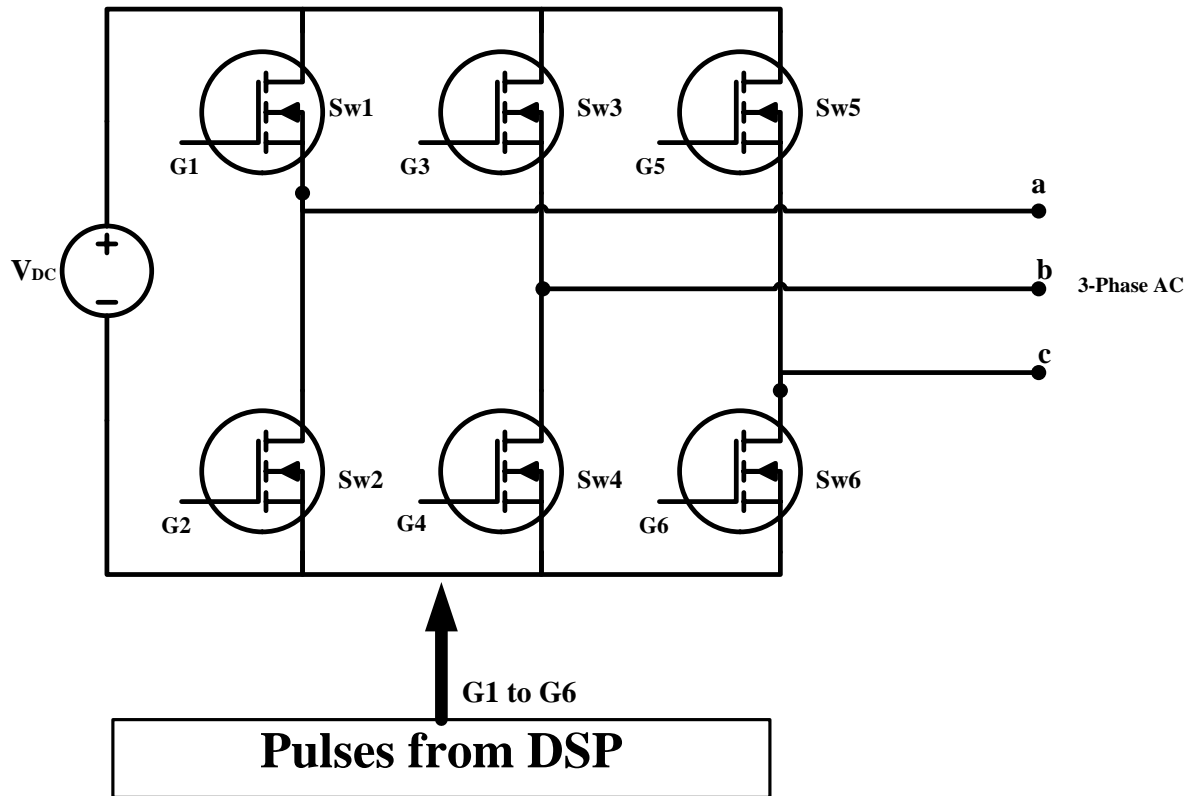 Sw1
Sw3
Sw5
G1
G3
G5
a
VDC
b
3-Phase AC
c
Sw2
Sw4
Sw6
G2
G4
G6
G1 to G6
Pulses from DSP